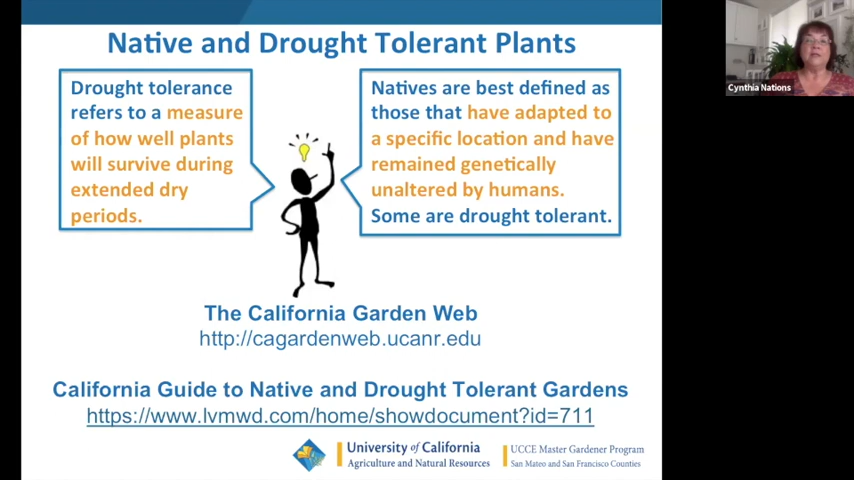 Native and Drought Tolerant Plants
Drought tolerance
refers to a measure
of how well plants
will survive during
extended dry
periods.
Natives are best defined as
those that have adapted to
a specific location and have
remained genetically
unaltered by humans.
Some are drought tolerant.
The California Garden Web
http://cagardenweb.ucanr.edu
California Guide to Native and Drought Tolerant Gardens
https://www.lvmwd.com/home/showdocument?id=711
University of California
Agriculture and Natural Resources
UCCE Master Gardener Program
San Mateo and San Francisco Counties
Cynthia Nations